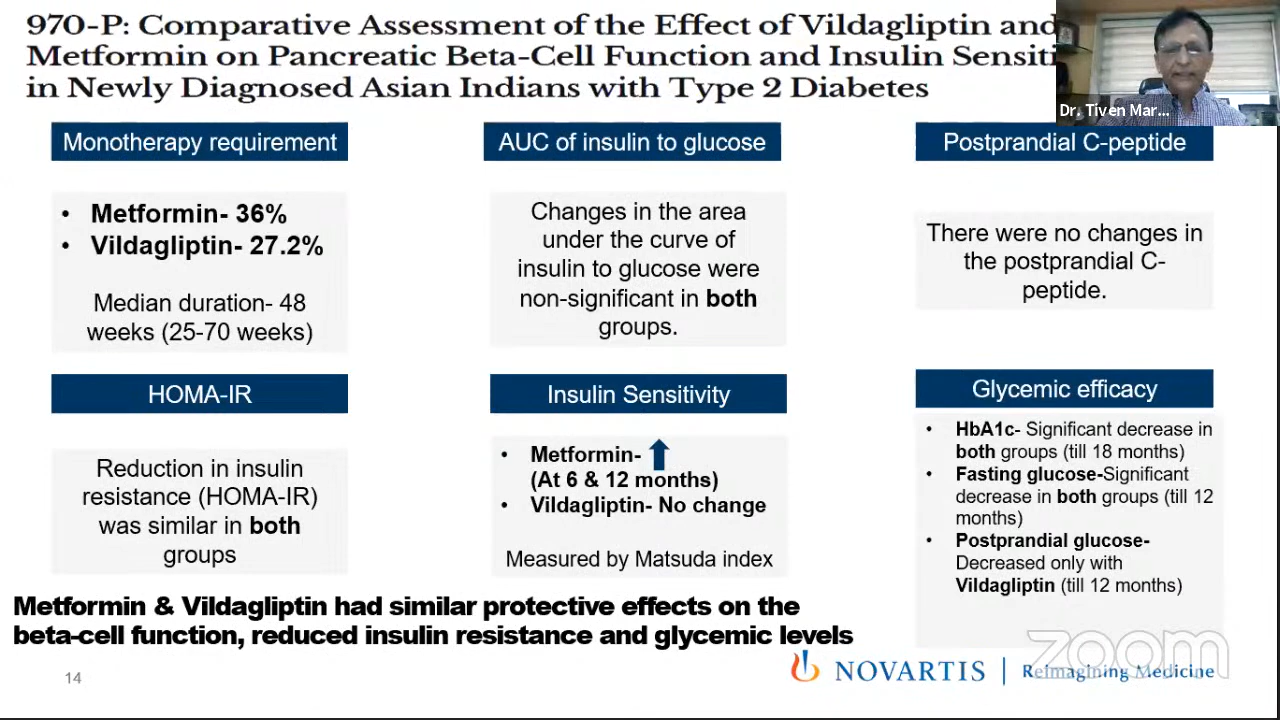 970-P: Comparative Assessment of the Effect of Vildagliptin and
Metformin on Pancreatic Beta-Cell Function and Insulin Sensiti
in Newly Diagnosed Asian Indians with Type 2 Diabetes
Dr. Tiven Mar...
Monotherapy requirement
• Metformin- 36%
• Vildagliptin- 27.2%
Median duration- 48
weeks (25-70 weeks)
AUC of insulin to glucose
Changes in the area
under the curve of
insulin to glucose were
non-significant in both
groups.
Postprandial C-peptide
There were no changes in
the postprandial C-
peptide.
HOMA-IR
Reduction in insulin
resistance (HOMA-IR)
was similar in both
groups
Insulin Sensitivity
• Metformin-
(At 6 & 12 months)
• Vildagliptin- No change
Measured by Matsuda index
Glycemic efficacy
• HbA1c- Significant decrease in
both groups (till 18 months)
• Fasting glucose-Significant
decrease in both groups (till 12
months)
• Postprandial glucose-
Decreased only with
Vildagliptin (till 12 months)
Metformin & Vildagliptin had similar protective effects on the
beta-cell function, reduced insulin resistance and glycemic levels
14
NOVARTIS | Reimagining Medicine
zoom